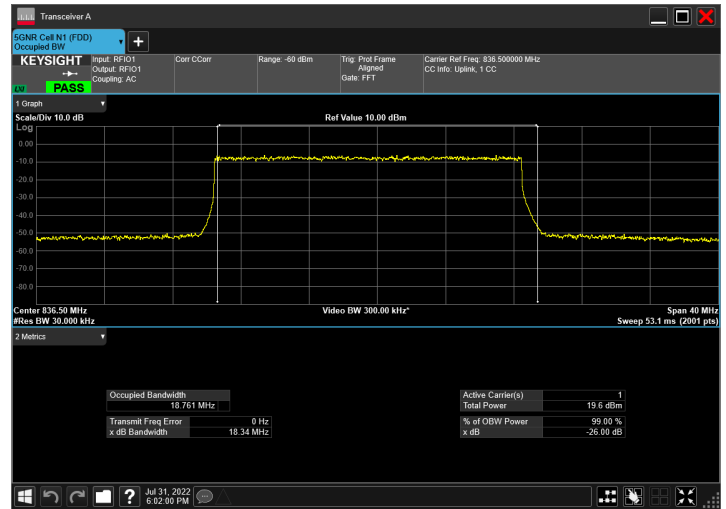 Transceiver A
5GNR Cell N1 (FDD)
Occupied BW
KEYSIGHT
LXI
PASS
Input: RFIO1
Output: RFIO1
Coupling: AC
Corr CCorr
Range: -60 dBm
Trig: Prot Frame
Aligned
Gate: FFT
Carrier Ref Freq: 836.500000 MHz
CC Info: Uplink, 1 CC
1 Graph
Scale/Div 10.0 dB
Ref Value 10.00 dBm
Log
0.00
-10.0
-20.0
-30.0
-40.0
-50.0
-60.0
-70.0
-80.0
Center 836.50 MHz
Video BW 300.00 kHz*
Span 40 MHz
#Res BW 30.000 kHz
Sweep 53.1 ms (2001 pts)
2 Metrics
Occupied Bandwidth
18.761 MHz
Transmit Freq Error 0 Hz
x dB Bandwidth 18.34 MHz
Active Carrier(s) 1
Total Power 19.6 dBm
% of OBW Power 99.00 %
x dB -26.00 dB
Jul 31, 2022
6:02:00 PM